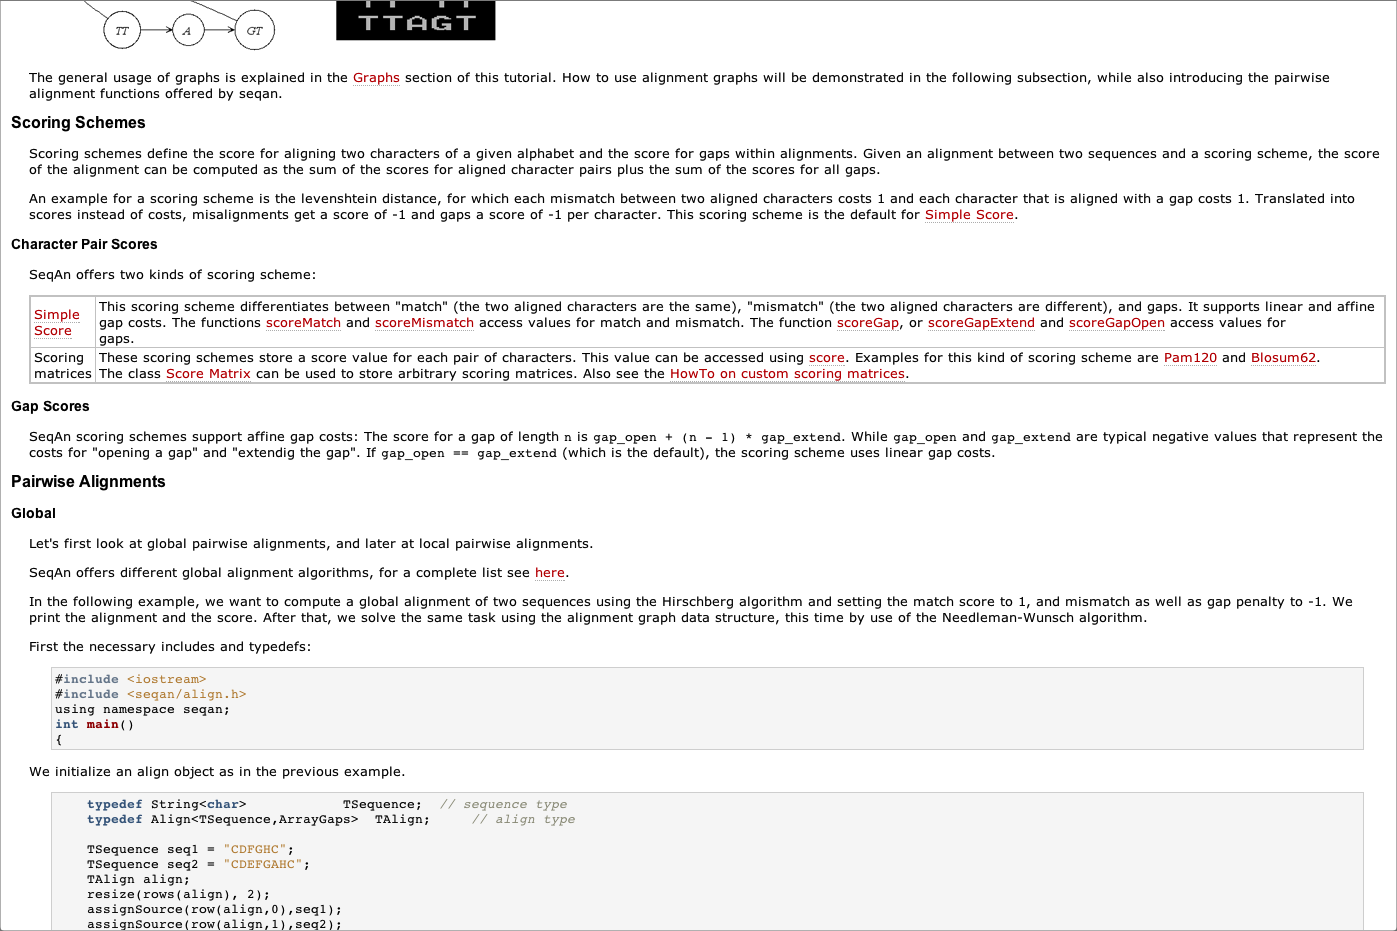 TT A GT
TTAGT
The general usage of graphs is explained in the Graphs section of this tutorial. How to use alignment graphs will be demonstrated in the following subsection, while also introducing the pairwise
alignment functions offered by seqan.
Scoring Schemes
Scoring schemes define the score for aligning two characters of a given alphabet and the score for gaps within alignments. Given an alignment between two sequences and a scoring scheme, the score
of the alignment can be computed as the sum of the scores for aligned character pairs plus the sum of the scores for all gaps.
An example for a scoring scheme is the levenshtein distance, for which each mismatch between two aligned characters costs 1 and each character that is aligned with a gap costs 1. Translated into
scores instead of costs, misalignments get a score of -1 and gaps a score of -1 per character. This scoring scheme is the default for Simple Score.
Character Pair Scores
SeqAn offers two kinds of scoring scheme:
Simple
Score
This scoring scheme differentiates between "match" (the two aligned characters are the same), "mismatch" (the two aligned characters are different), and gaps. It supports linear and affine
gap costs. The functions scoreMatch and scoreMismatch access values for match and mismatch. The function scoreGap, or scoreGapExtend and scoreGapOpen access values for
gaps.
Scoring
matrices
These scoring schemes store a score value for each pair of characters. This value can be accessed using score. Examples for this kind of scoring scheme are Pam120 and Blosum62.
The class Score Matrix can be used to store arbitrary scoring matrices. Also see the HowTo on custom scoring matrices.
Gap Scores
SeqAn scoring schemes support affine gap costs: The score for a gap of length n is gap_open + (n - 1) * gap_extend. While gap_open and gap_extend are typical negative values that represent the
costs for "opening a gap" and "extendig the gap". If gap_open == gap_extend (which is the default), the scoring scheme uses linear gap costs.
Pairwise Alignments
Global
Let's first look at global pairwise alignments, and later at local pairwise alignments.
SeqAn offers different global alignment algorithms, for a complete list see here.
In the following example, we want to compute a global alignment of two sequences using the Hirschberg algorithm and setting the match score to 1, and mismatch as well as gap penalty to -1. We
print the alignment and the score. After that, we solve the same task using the alignment graph data structure, this time by use of the Needleman-Wunsch algorithm.
First the necessary includes and typedefs:
#include <iostream>
#include <seqan/align.h>
using namespace seqan;
int main()
{
We initialize an align object as in the previous example.
typedef String<char>            TSequence;  // sequence type
typedef Align<TSequence,ArrayGaps>  TAlign;     // align type
TSequence seq1 = "CDFGHC";
TSequence seq2 = "CDEFGAHC";
TAlign align;
resize(rows(align), 2);
assignSource(row(align,0),seq1);
assignSource(row(align,1),seq2);